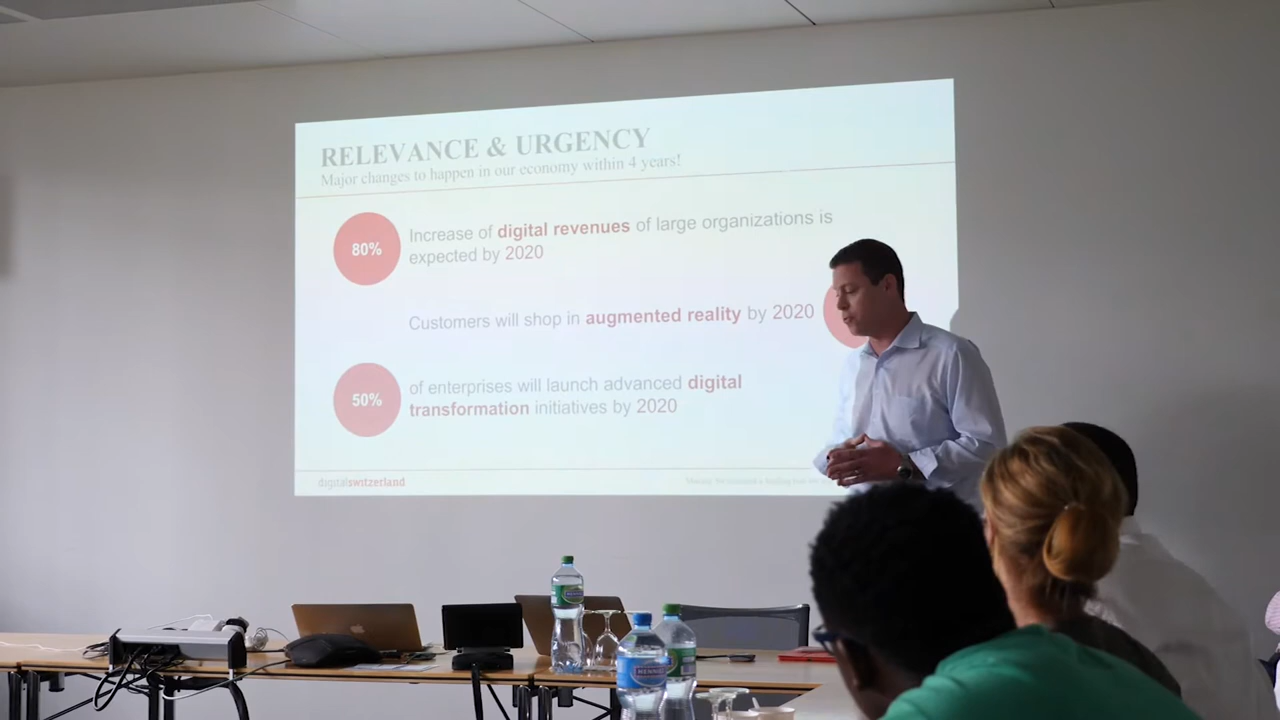 RELEVANCE & URGENCY
Major changes to happen in our economy within 4 years!
80%
Increase of digital revenues of large organizations is
expected by 2020
Customers will shop in augmented reality by 2020
50%
of enterprises will launch advanced digital
transformation initiatives by 2020
digitalswitzerland
HENNIEZ